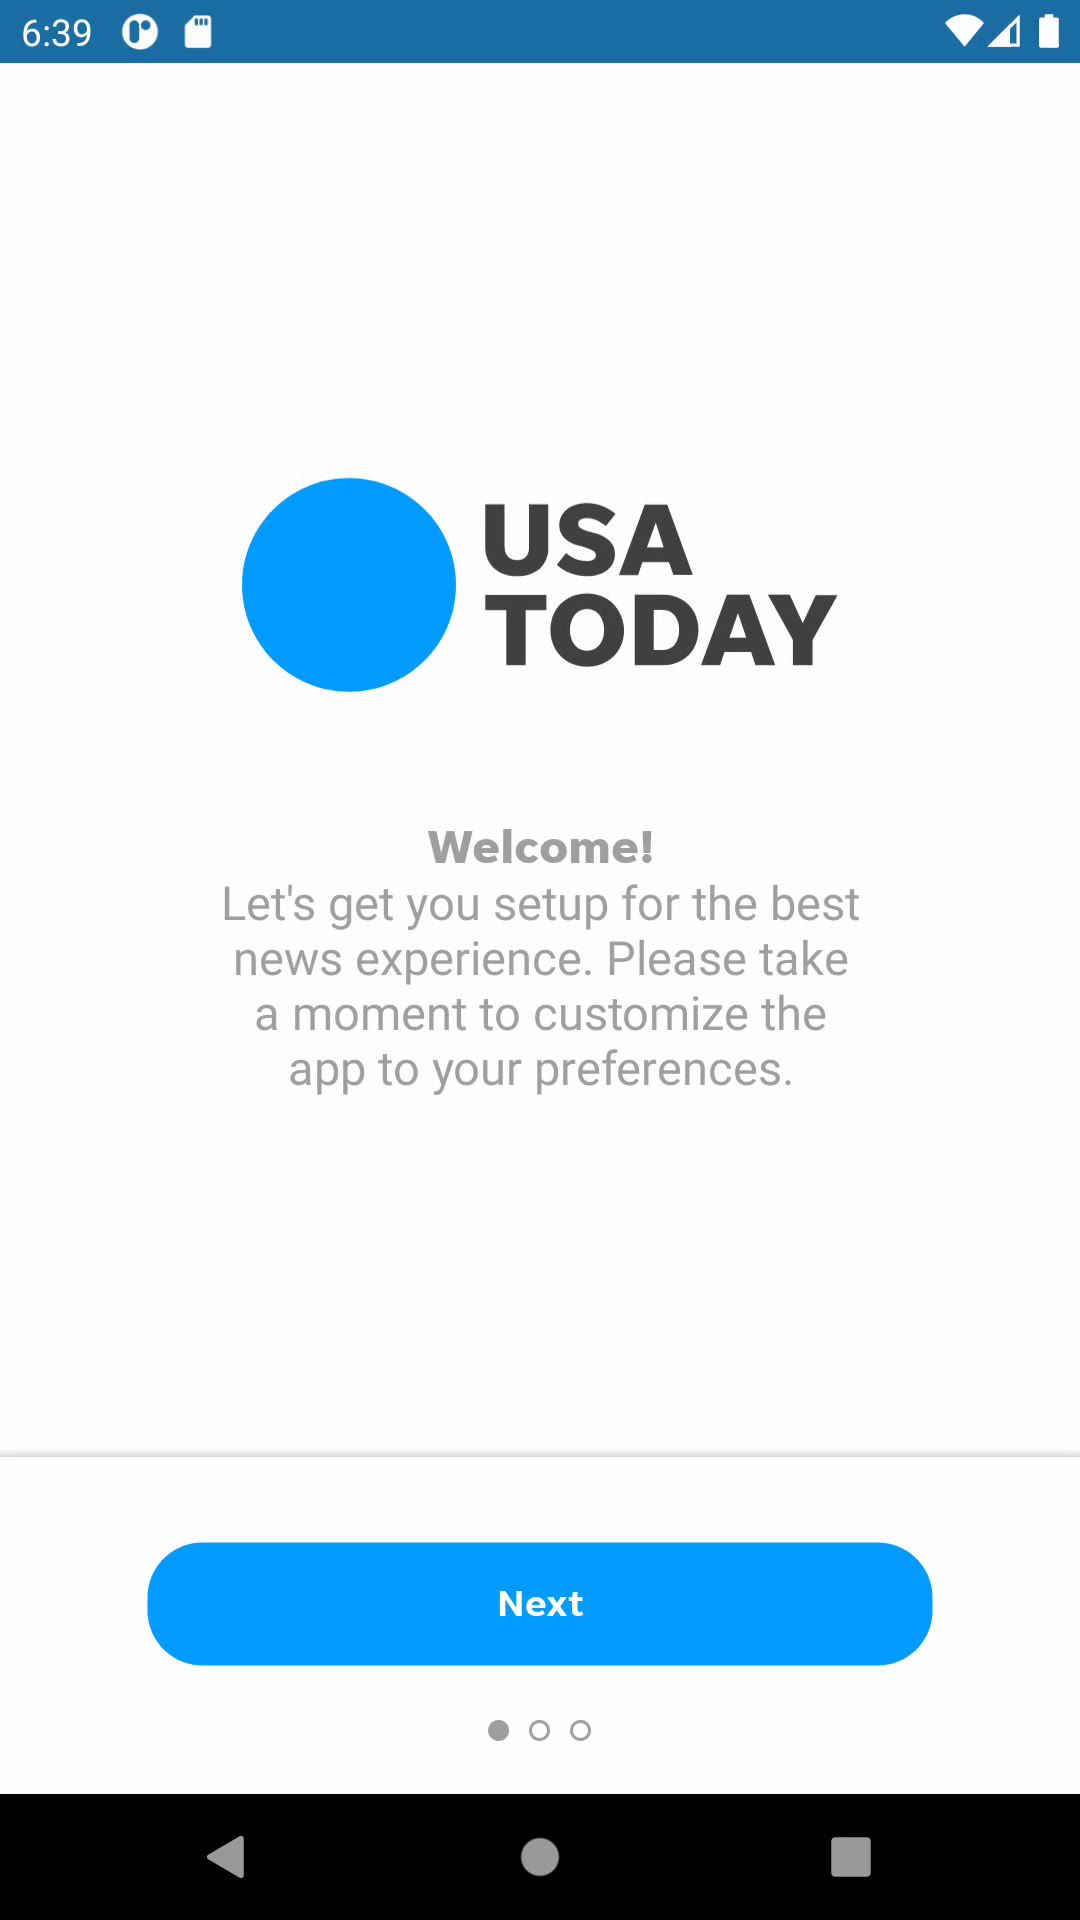 6:39
USA
TODAY
Welcome!
Let's get you setup for the best
news experience. Please take
a moment to customize the
app to your preferences.
Next